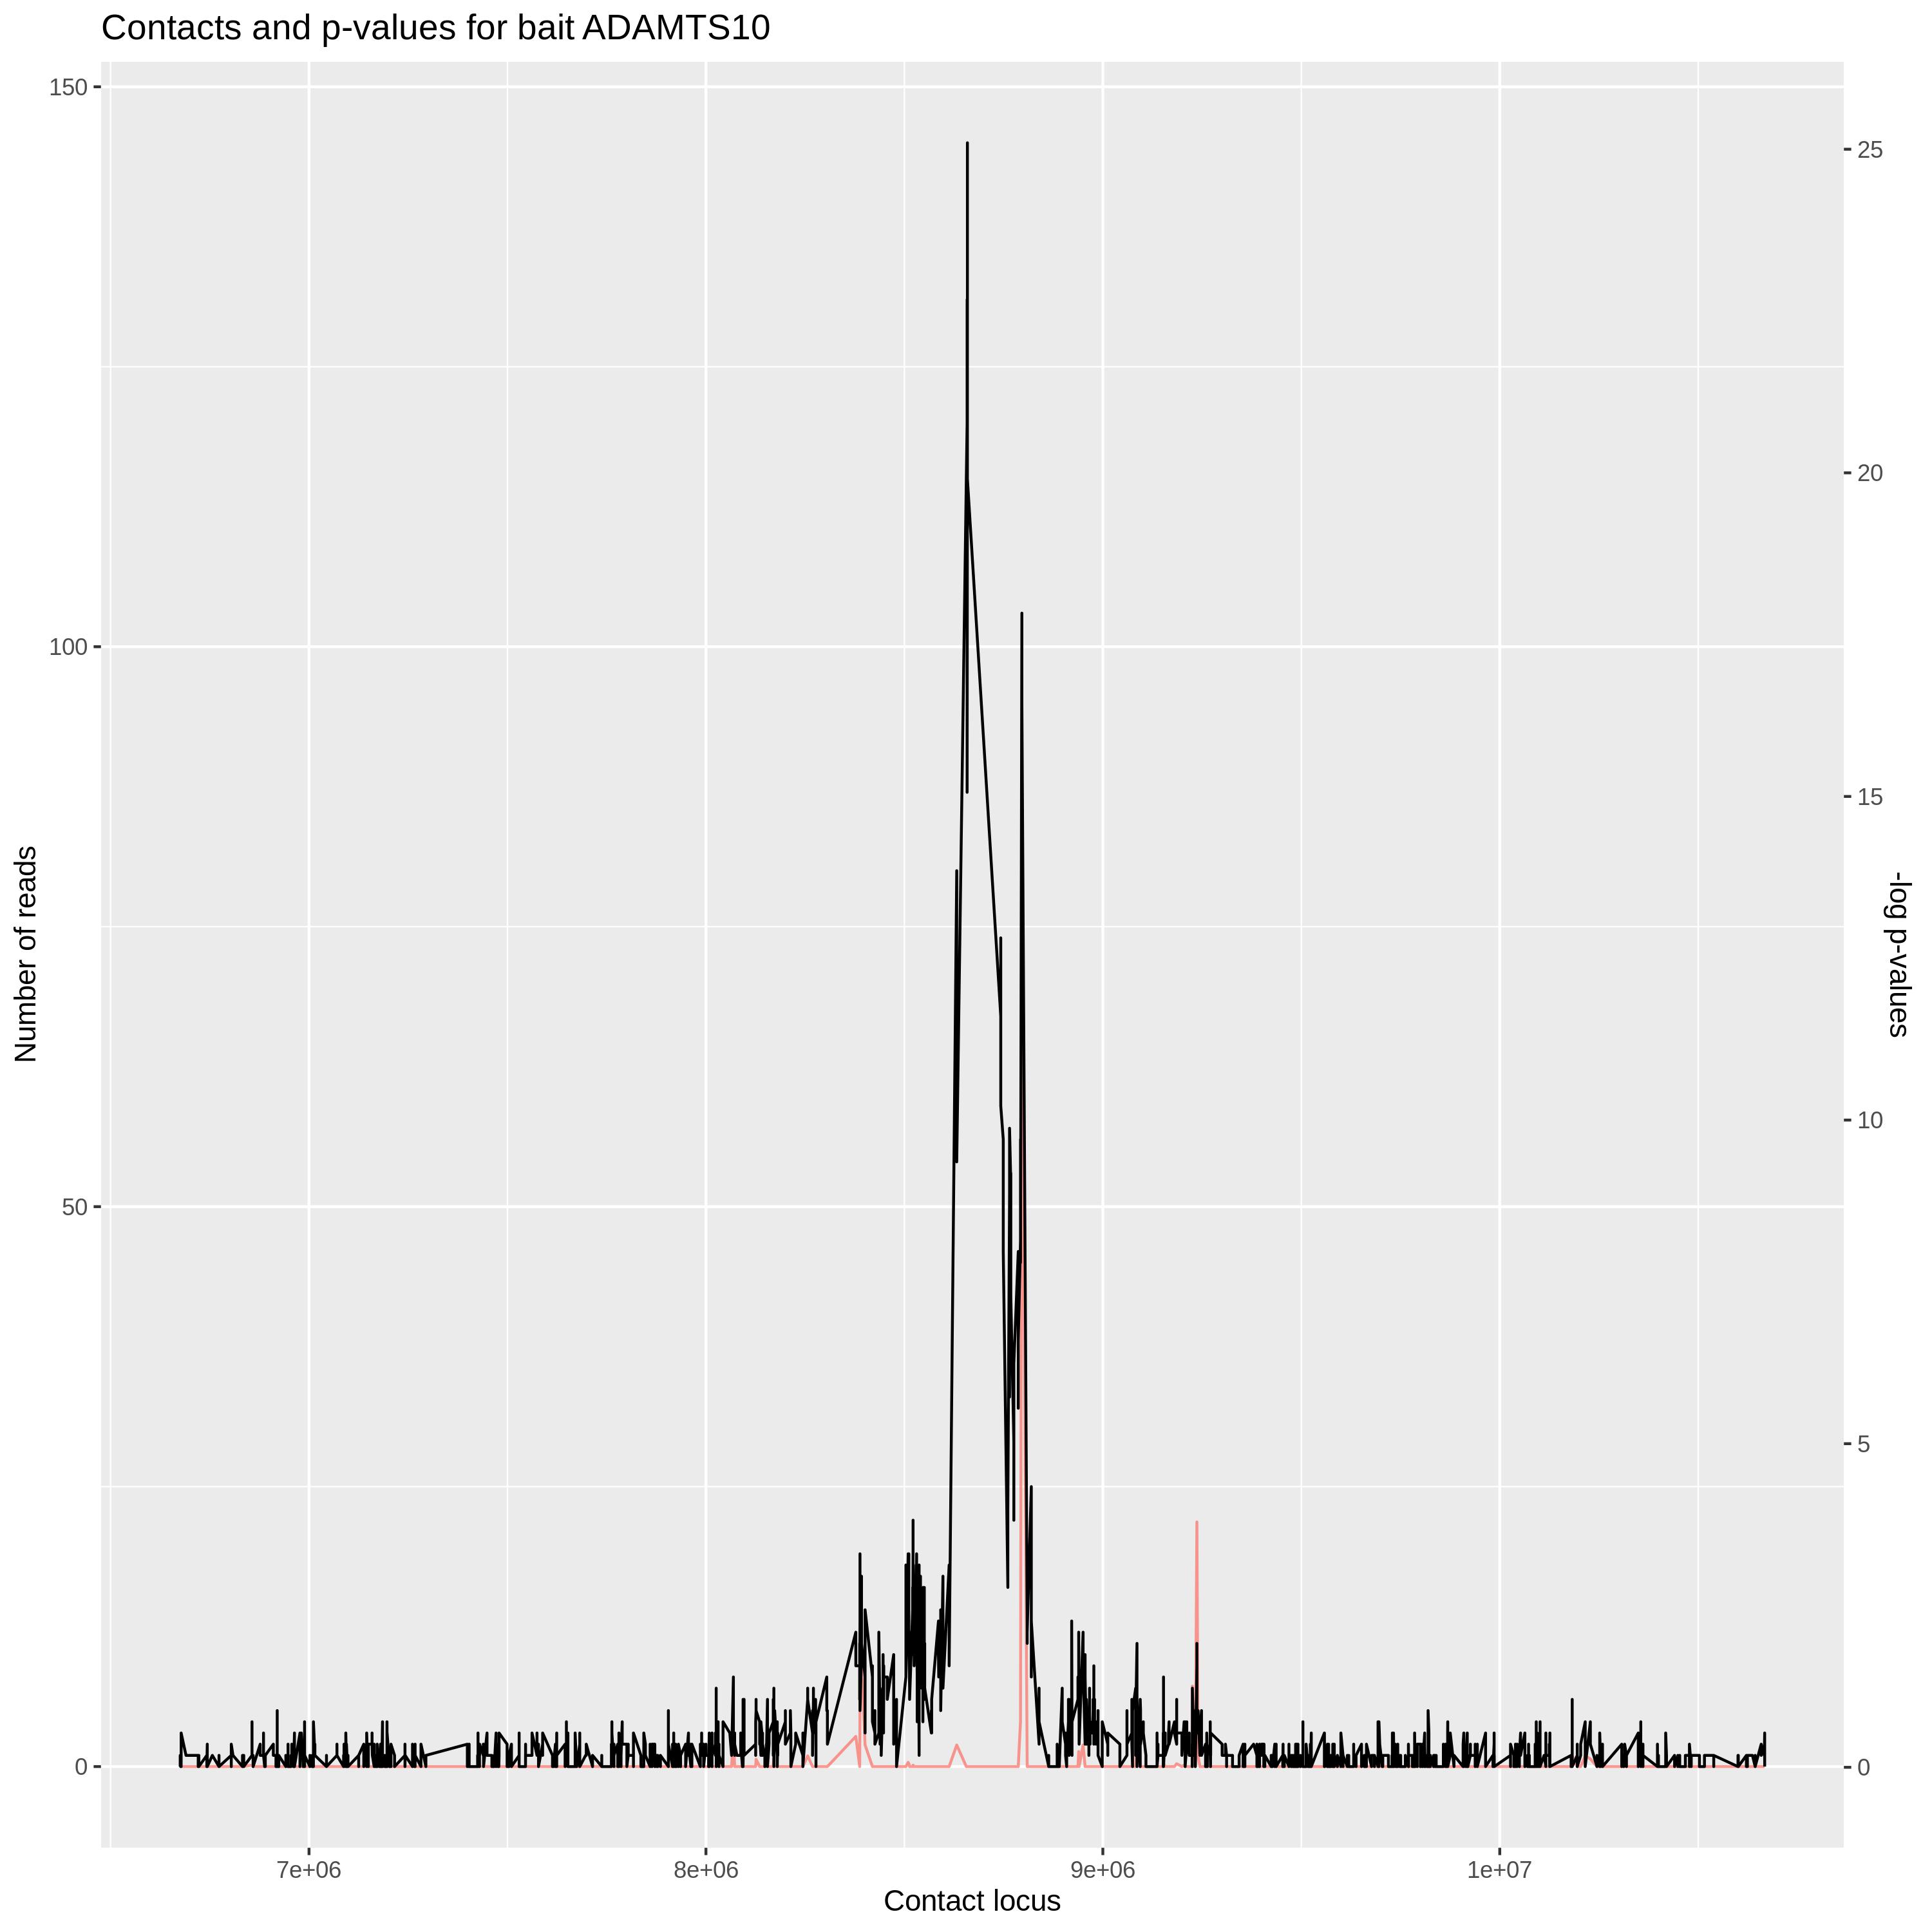 Contacts and p-values for bait ADAMTS10
150
100
50
0
Number of reads
25
20
15
10
5
0
-log p-values
7e+06
8e+06
9e+06
1e+07
Contact locus